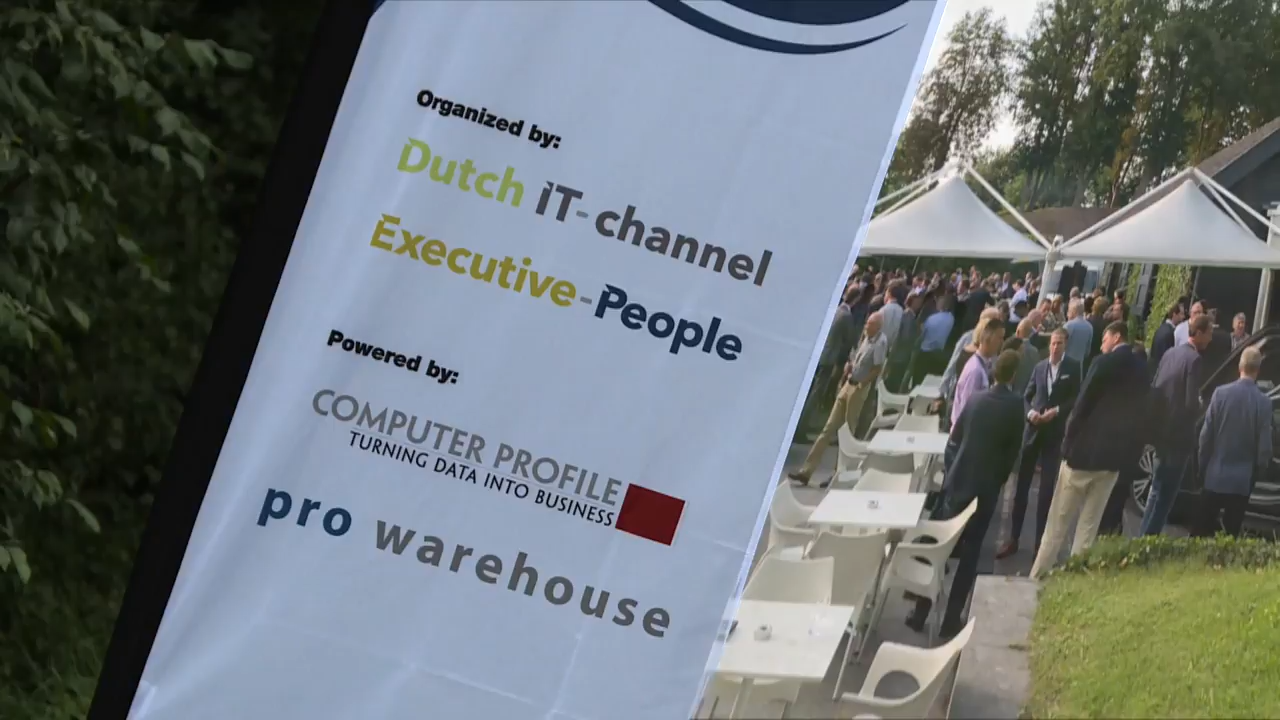 Organized by:
Dutch iT-channel
Executive-People
Powered by:
COMPUTER PROFILE
TURNING DATA INTO BUSINESS
pro warehouse